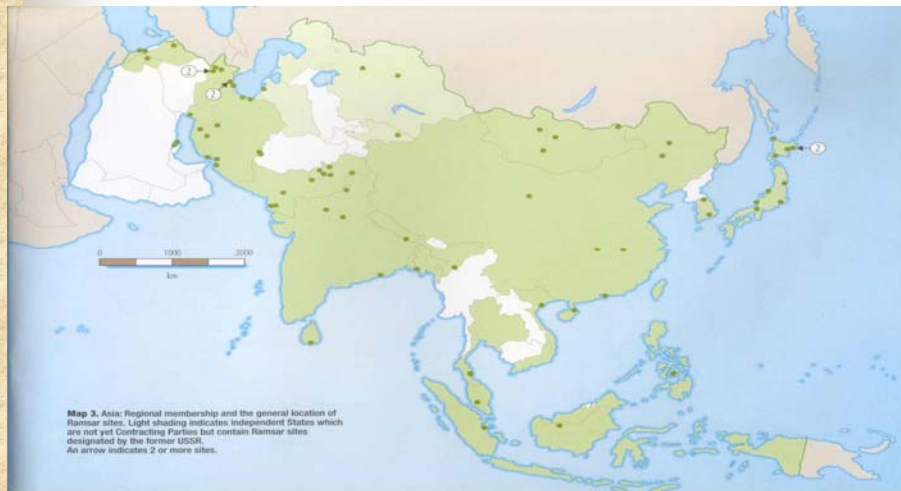 2
2
2
0 1000 2000
km
Map 3. Asia: Regional membership and the general location of
Ramsar sites. Light shading indicates independent States which
are not yet Contracting Parties but contain Ramsar sites
designated by the former USSR.
An arrow indicates 2 or more sites.